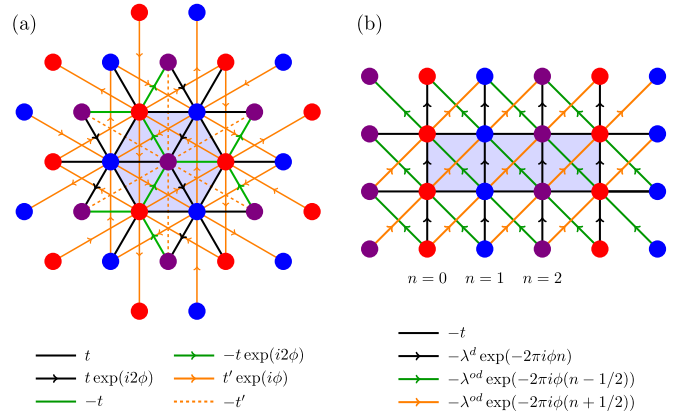 (a)
(b)
n = 0 n = 1 n = 2
t
t exp(i2ϕ)
−t
−t exp(i2ϕ)
t′ exp(iϕ)
−t′
−t
−λ^d exp(−2πiϕn)
−λ^{od} exp(−2πiϕ(n − 1/2))
−λ^{od} exp(−2πiϕ(n + 1/2))